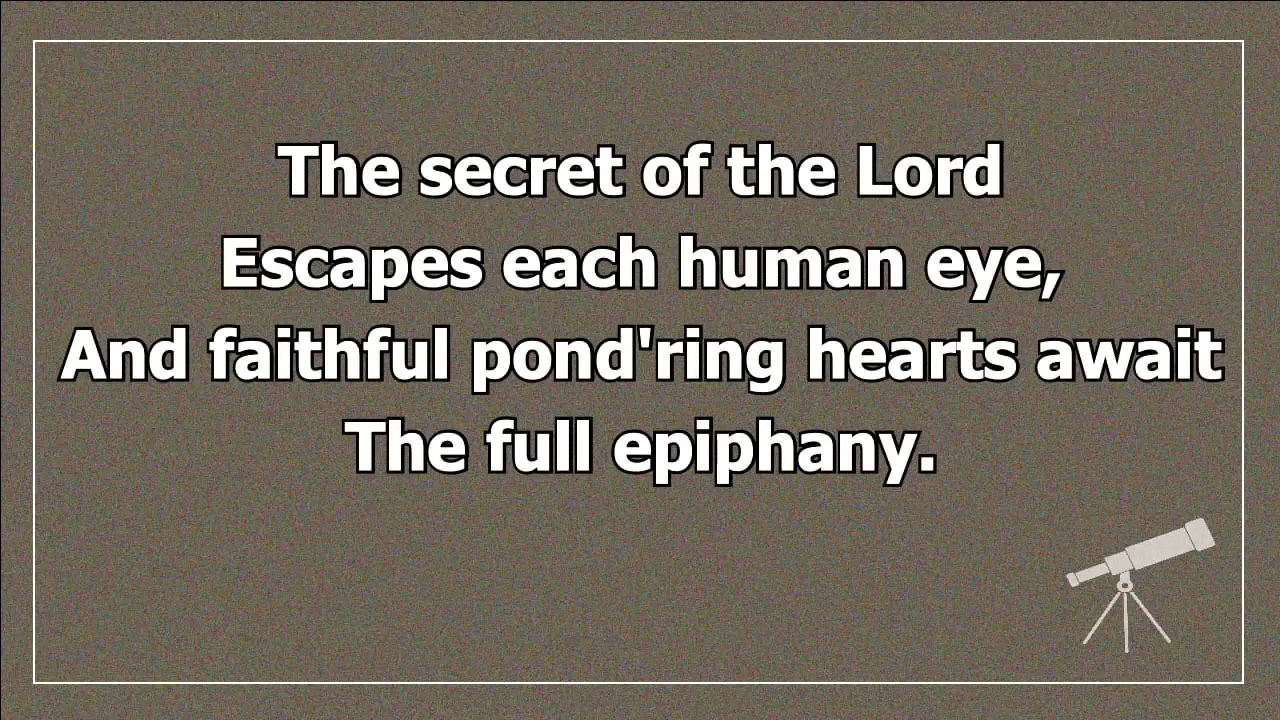 The secret of the Lord
Escapes each human eye,
And faithful pond'ring hearts await
The full epiphany.